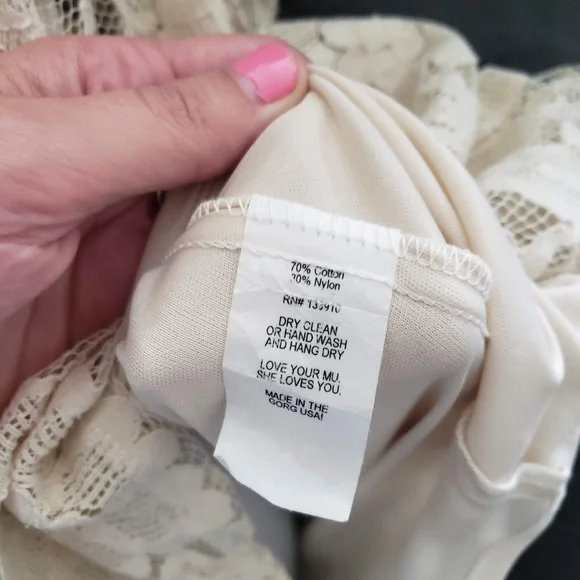 70% Cotton
30% Nylon
RN# 133910
DRY CLEAN
OR HAND WASH
AND HANG DRY
LOVE YOUR MU.
SHE LOVES YOU.
MADE IN THE
GORG USA!